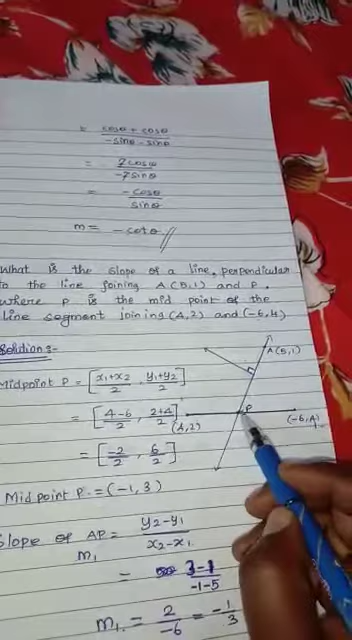 = cosθ + cosθ / -sinθ - sinθ
= 2cosθ / -2sinθ
= -cosθ / sinθ
m = -cotθ //
What is the slope of a line perpendicular
to the line joining A(5,1) and P.
where P is the mid point of the
line segment joining (4,2) and (-6,4)
Solution:-
A(5,1)
Midpoint P = [x1+x2 / 2, y1+y2 / 2]
= [4-6 / 2, 2+4 / 2]
(4,2)
P
(-6,4)
= [-2 / 2, 6 / 2]
Midpoint P = (-1,3)
Slope of AP = y2-y1 / x2-x1
m1
= 3-1 / -1-5
m1 = 2 / -6 = -1 / 3